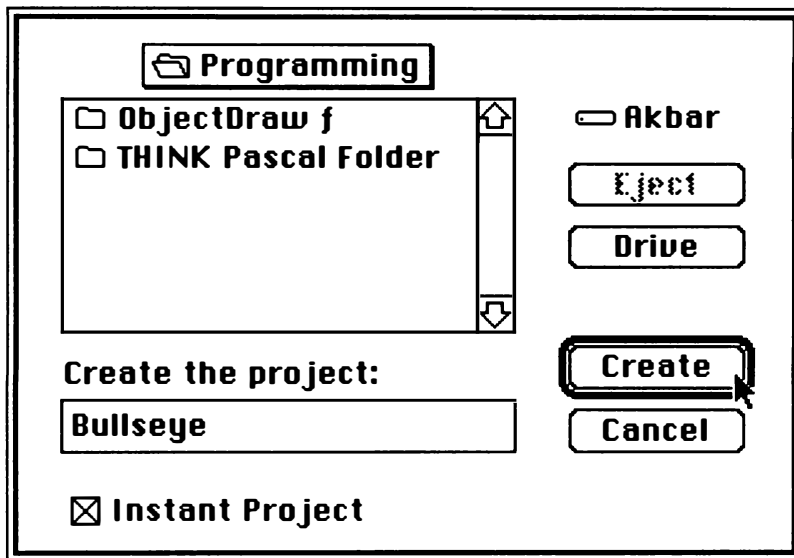 Programming
ObjectDraw ƒ
THINK Pascal Folder
Akbar
Eject
Drive
Create the project:
Bullseye
Create
Cancel
Instant Project